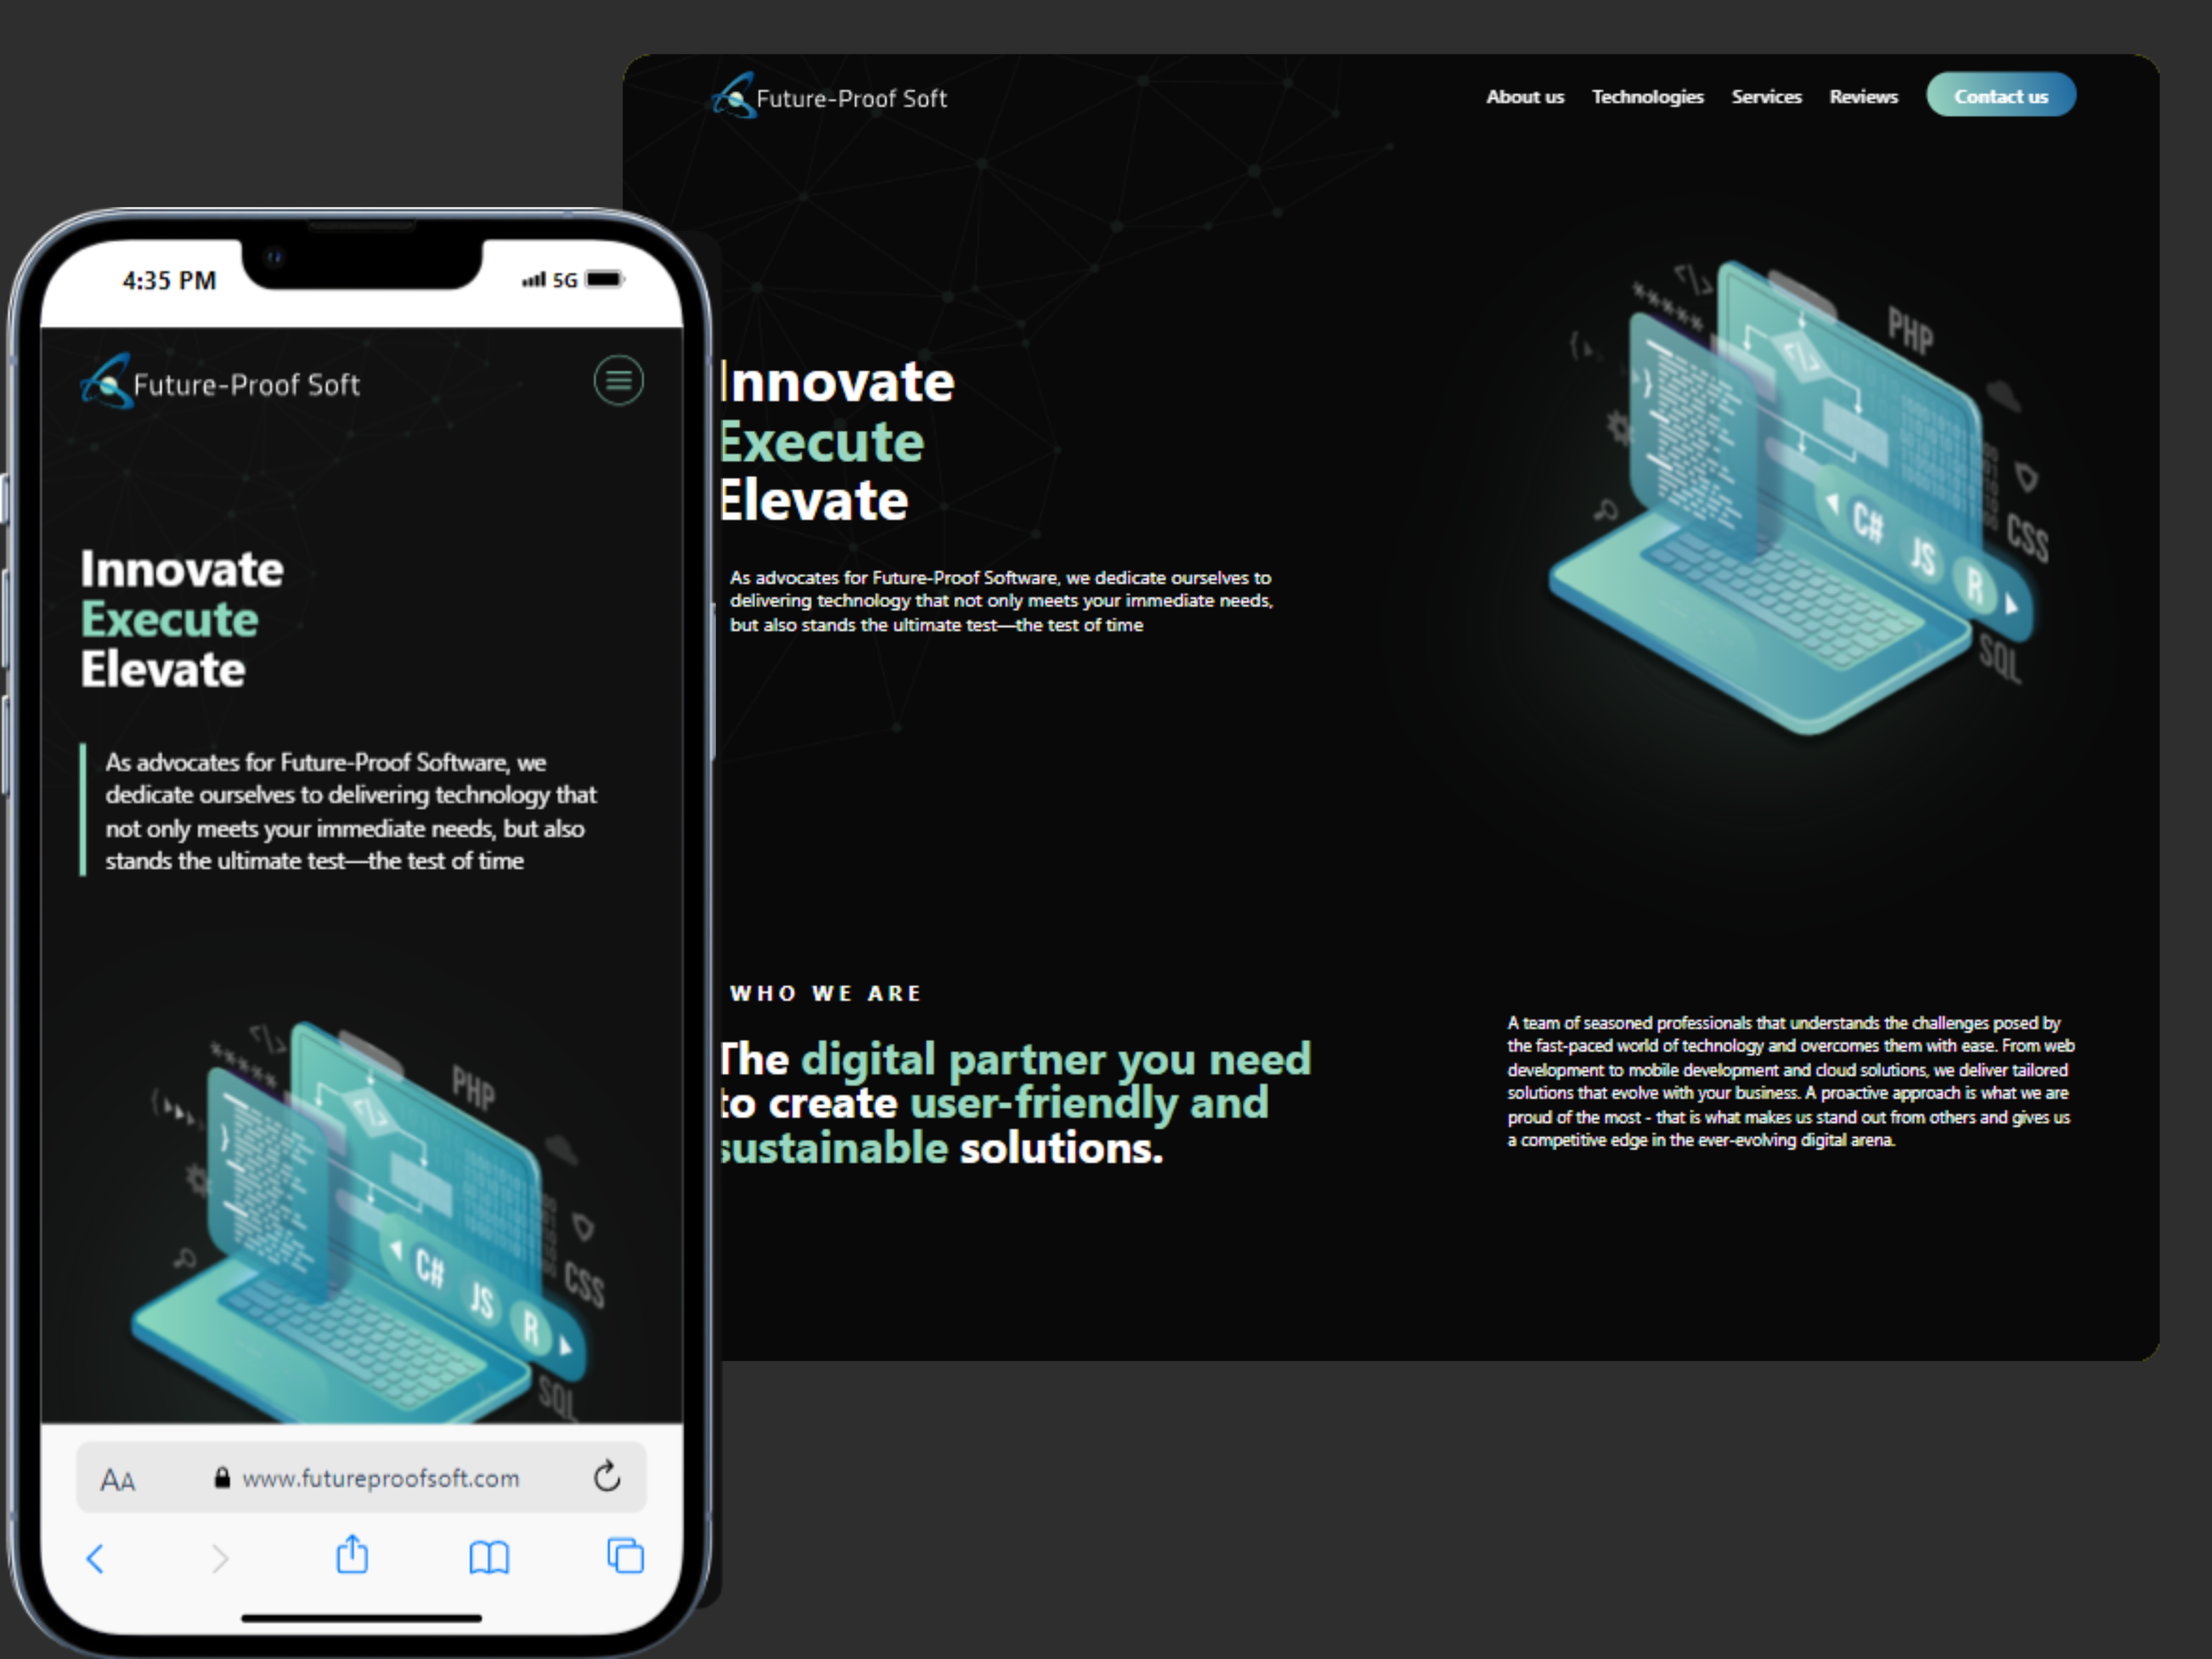 Future-Proof Soft
About us Technologies Services Reviews Contact us
Innovate
Execute
Elevate
As advocates for Future-Proof Software, we dedicate ourselves to
delivering technology that not only meets your immediate needs,
but also stands the ultimate test—the test of time
</>
*****
PHP
</>
C#
JS
R
CSS
SQL
WHO WE ARE
The digital partner you need
to create user-friendly and
sustainable solutions.
A team of seasoned professionals that understands the challenges posed by
the fast-paced world of technology and overcomes them with ease. From web
development to mobile development and cloud solutions, we deliver tailored
solutions that evolve with your business. A proactive approach is what we are
proud of the most - that is what makes us stand out from others and gives us
a competitive edge in the ever-evolving digital arena.
4:35 PM
5G
Future-Proof Soft
Innovate
Execute
Elevate
As advocates for Future-Proof Software, we
dedicate ourselves to delivering technology that
not only meets your immediate needs, but also
stands the ultimate test—the test of time
</>
*****
PHP
</>
C#
JS
R
CSS
SQL
AA
www.futureproofsoft.com